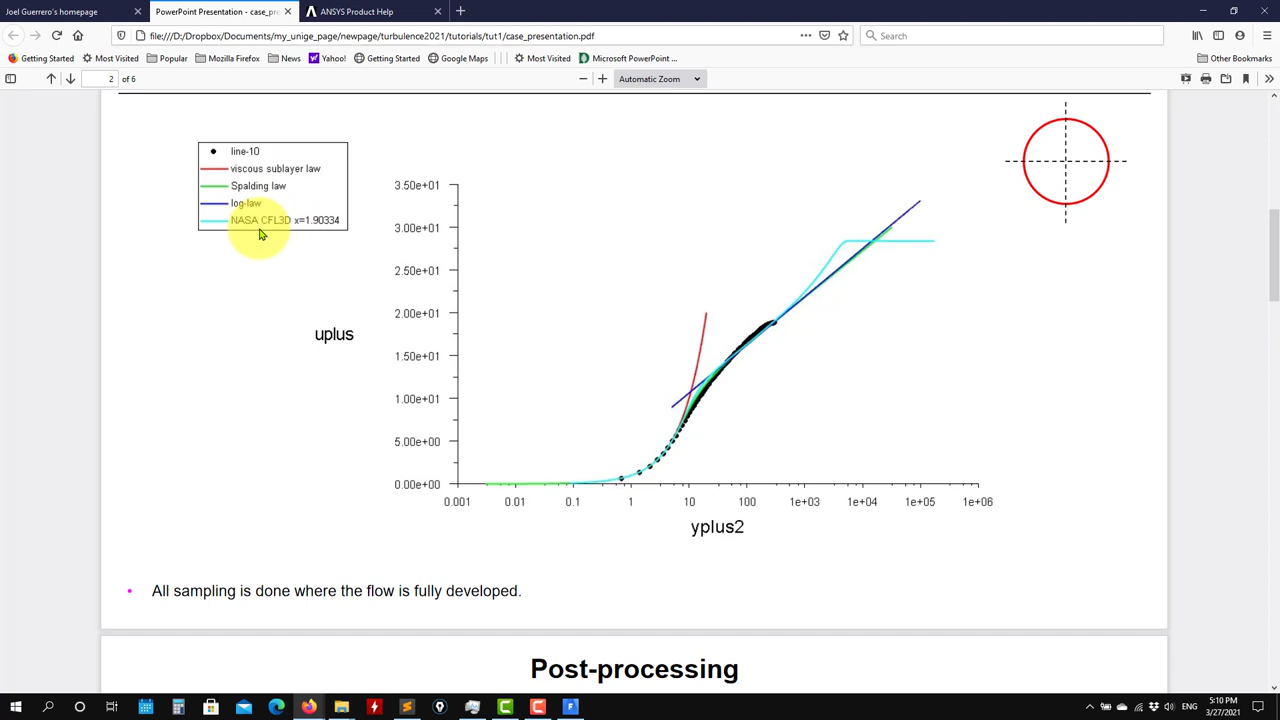 Joel Guerrero's homepage
PowerPoint Presentation - case_pre
ANSYS Product Help
file:///D:/Dropbox/Documents/my_unige_page/newpage/turbulence2021/tutorials/tut1/case_presentation.pdf
Search
Getting Started
Most Visited
Popular
Mozilla Firefox
News
Yahoo!
Getting Started
Google Maps
Most Visited
Microsoft PowerPoint ...
Other Bookmarks
2 of 6
Automatic Zoom
line-10
viscous sublayer law
Spalding law
log-law
NASA CFL3D x=1.90334
3.50e+01
3.00e+01
2.50e+01
2.00e+01
1.50e+01
1.00e+01
5.00e+00
0.00e+00
uplus
0.001 0.01 0.1 1 10 100 1e+03 1e+04 1e+05 1e+06
yplus2
• All sampling is done where the flow is fully developed.
Post-processing
ENG
5:10 PM
3/27/2021